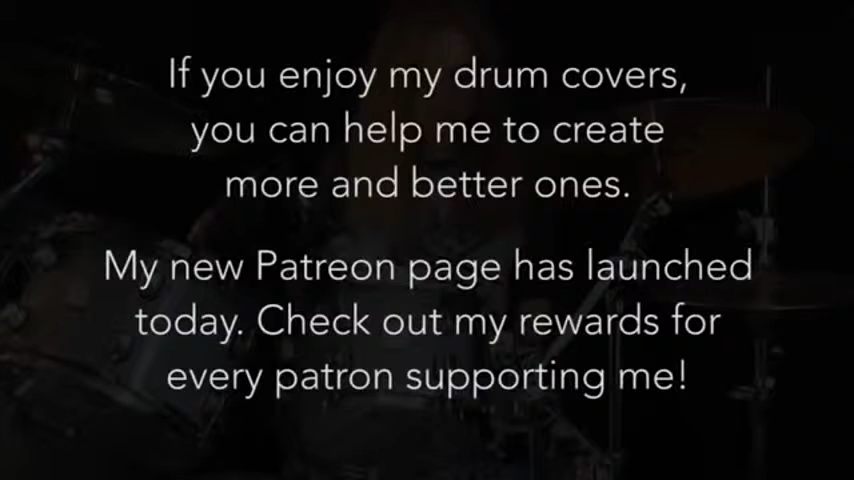 If you enjoy my drum covers,
you can help me to create
more and better ones.
My new Patreon page has launched
today. Check out my rewards for
every patron supporting me!